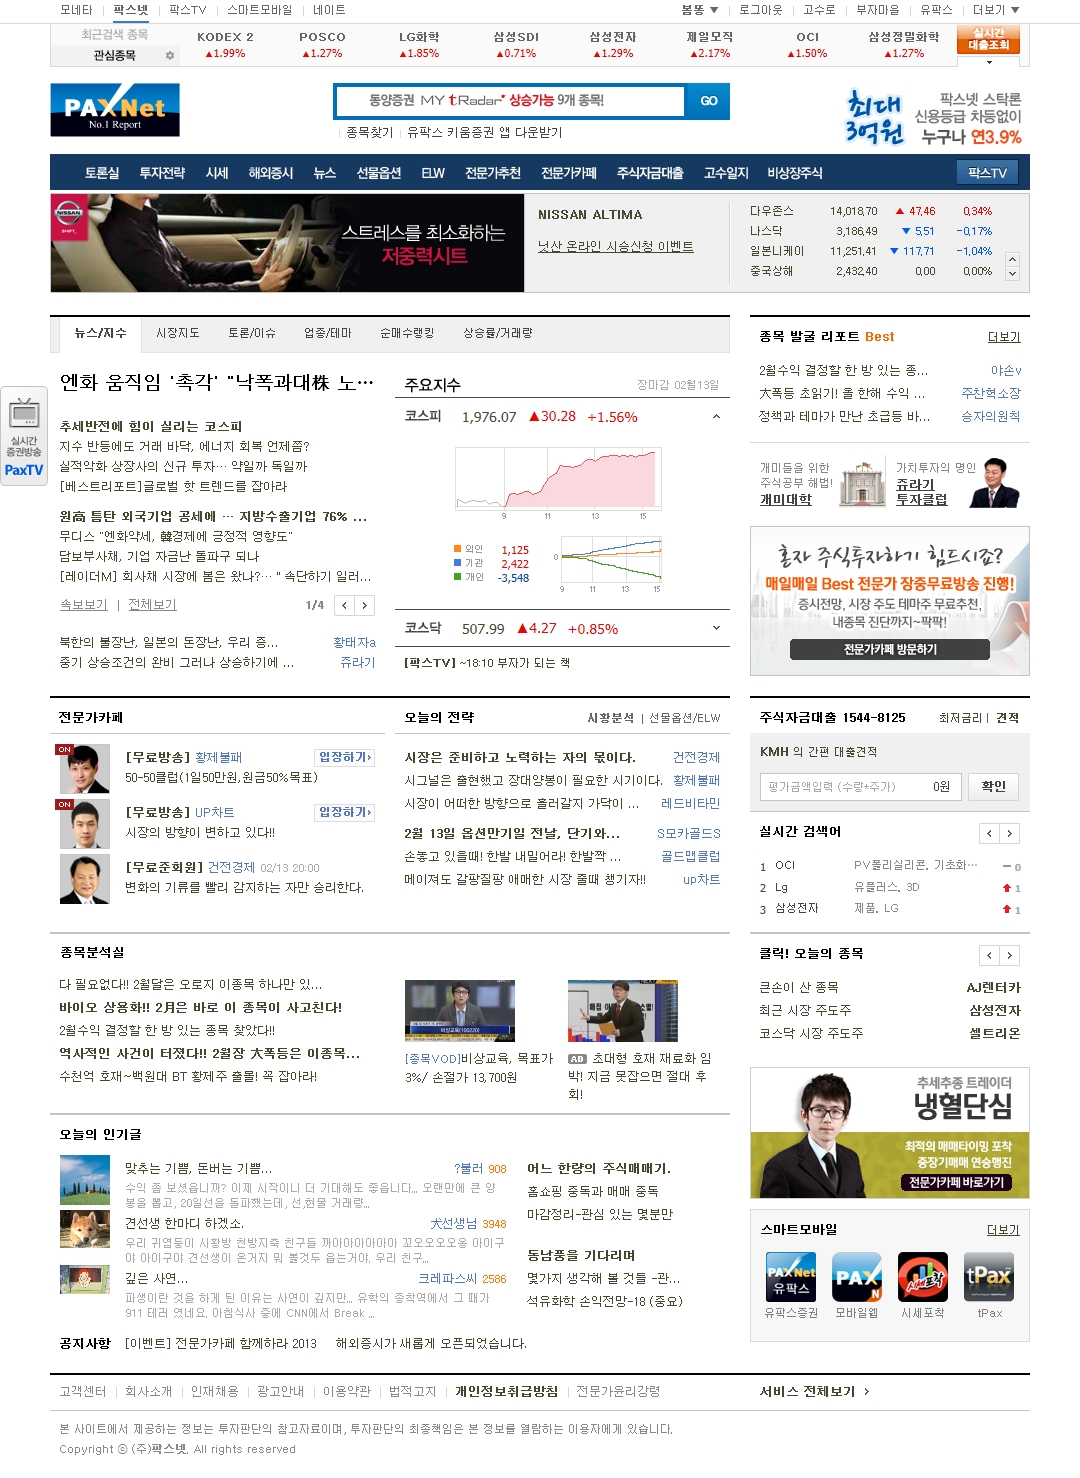 모네타 팍스넷 팍스TV 스마트모바일 네이트
봄똥 ▼ 로그아웃 고수로 부자마을 유팍스 더보기 ▼
최근검색 종목
관심종목
KODEX 2 ▲1.99%
POSCO ▲1.27%
LG화학 ▲1.85%
삼성SDI ▲0.71%
삼성전자 ▲1.29%
제일모직 ▲2.17%
OCI ▲1.50%
삼성정밀화학 ▲1.27%
실시간
대출조회
PAXNet
No.1 Report
동양증권 MY tRadar 상승가능 9개 종목!
GO
종목찾기 유팍스 키움증권 앱 다운받기
최대
3억원
팍스넷 스탁론
신용등급 차등없이
누구나 연3.9%
토론실 투자전략 시세 해외증시 뉴스 선물옵션 ELW 전문가추천 전문가카페 주식자금대출 고수일지 비상장주식
팍스TV
NISSAN
SHIFT_
스트레스를 최소화하는
저중력시트
NISSAN ALTIMA
닛산 온라인 시승신청 이벤트
다우존스 14,018.70 ▲ 47.46 0.34%
나스닥 3,186.49 ▼ 5.51 -0.17%
일본니케이 11,251.41 ▼ 117.71 -1.04%
중국상해 2,432.40 0.00 0.00%
뉴스/지수 시장지도 토론/이슈 업종/테마 순매수랭킹 상승률/거래량
엔화 움직임 '촉각' "낙폭과대株 노…
추세반전에 힘이 실리는 코스피
지수 반등에도 거래 바닥, 에너지 회복 언제쯤?
실적악화 상장사의 신규 투자… 약일까 독일까
[베스트리포트]글로벌 핫 트렌드를 잡아라
원高 틈탄 외국기업 공세에 … 지방수출기업 76% …
무디스 "엔화약세, 韓경제에 긍정적 영향도"
담보부사채, 기업 자금난 돌파구 되나
[레이더M] 회사채 시장에 봄은 왔나?… " 속단하기 일러…
속보보기 | 전체보기
1/4
북한의 불장난, 일본의 돈장난, 우리 증… 황태자a
중기 상승조건의 완비 그러나 상승하기에 … 쥬라기
실시간
증권방송
PaxTV
주요지수
장마감 02월13일
코스피 1,976.07 ▲30.28 +1.56%
9 11 13 15
외인 1,125
기관 2,422
개인 -3,548
0
9 11 13 15
코스닥 507.99 ▲4.27 +0.85%
[팍스TV] ~18:10 부자가 되는 책
종목 발굴 리포트 Best
더보기
2월수익 결정할 한 방 있는 종… 야손v
大폭등 초읽기! 올 한해 수익 … 주찬혁소장
정책과 테마가 만난 초급등 바… 승자의원칙
개미들을 위한
주식공부 해법!
개미대학
가치투자의 명인
쥬라기
투자클럽
혼자 주식투자하기 힘드시죠?
매일매일 Best 전문가 장중무료방송 진행!
증시전망, 시장 주도 테마주 무료추천,
내종목 진단까지~팍팍!
전문가카페 방문하기
전문가카페
ON
[무료방송] 황제불패
입장하기›
50-50클럽(1일50만원,원금50%목표)
ON
[무료방송] UP차트
입장하기›
시장의 방향이 변하고 있다!!
[무료준회원] 건전경제 02/13 20:00
변화의 기류를 빨리 감지하는 자만 승리한다.
오늘의 전략
시황분석 | 선물옵션/ELW
시장은 준비하고 노력하는 자의 몫이다. 건전경제
시그널은 출현했고 장대양봉이 필요한 시기이다. 황제불패
시장이 어떠한 방향으로 흘러갈지 가닥이 … 레드비타민
2월 13일 옵션만기일 전날, 단기와… S모카골드S
손놓고 있을때! 한발 내밀어라! 한발짝 … 골드맵클럽
메이져도 갈팡질팡 애매한 시장 줄때 챙기자!! up차트
주식자금대출 1544-8125
최저금리 | 견적
KMH 의 간편 대출견적
평가금액입력 (수량*주가) 0원
확인
실시간 검색어
1 OCI PV폴리실리콘, 기초화… 0
2 Lg 유플러스, 3D 1
3 삼성전자 제품, LG 1
종목분석실
다 필요없다!! 2월달은 오로지 이종목 하나만 있…
바이오 상용화!! 2月은 바로 이 종목이 사고친다!
2월수익 결정할 한 방 있는 종목 찾았다!!
역사적인 사건이 터졌다!! 2월장 大폭등은 이종목…
수천억 호재~백원대 BT 황제주 출몰! 꼭 잡아라!
비상교육(100220)
[종목VOD]비상교육, 목표가
3%/ 손절가 13,700원
AD 초대형 호재 재료화 임
박! 지금 못잡으면 절대 후
회!
클릭! 오늘의 종목
큰손이 산 종목 AJ렌터카
최근 시장 주도주 삼성전자
코스닥 시장 주도주 셀트리온
추세추종 트레이더
냉혈단심
최적의 매매타이밍 포착
중장기매매 연승행진
전문가카페 바로가기
오늘의 인기글
맞추는 기쁨, 돈버는 기쁨… ?볼러 908
수익 좀 보셨읍니까? 이제 시작이니 더 기대해도 좋읍니다... 오랜만에 큰 양
봉을 뽑고, 20일선을 돌파했는데, 선,현물 거래량...
견선생 한마디 하겠소. 犬선생님 3948
우리 귀염둥이 시황방 천방지축 친구들 까아아아아아아 꼬오오오옹 아이구
야 아이구야 견선생이 온거지 뭐 볼것두 읍는거야. 우리 친구...
깊은 사연… 크레파스씨 2586
파생이란 것을 하게 된 이유는 사연이 깊지만... 유학의 종착역에서 그 때가
911 테러 였네요. 아침식사 중에 CNN에서 Break ...
어느 한량의 주식매매기.
홈쇼핑 중독과 매매 중독
마감정리-관심 있는 몇분만
동남풍을 기다리며
몇가지 생각해 볼 것들 -관…
석유화학 손익전망-18 (중요)
스마트모바일
더보기
PAXNet
유팍스
PAX
N
시세포착
tPax
유팍스증권 모바일웹 시세포착 tPax
공지사항 [이벤트] 전문가카페 함께하라 2013 해외증시가 새롭게 오픈되었습니다.
고객센터 회사소개 인재채용 광고안내 이용약관 법적고지 개인정보취급방침 전문가윤리강령
서비스 전체보기 ›
본 사이트에서 제공하는 정보는 투자판단의 참고자료이며, 투자판단의 최종책임은 본 정보를 열람하는 이용자에게 있습니다.
Copyright ⓒ (주)팍스넷. All rights reserved